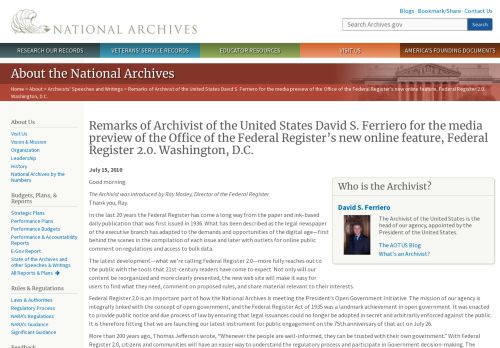 NATIONAL ARCHIVES
Blogs · Bookmark/Share · Contact Us
Search Archives.gov
Search
RESEARCH OUR RECORDS
VETERANS' SERVICE RECORDS
EDUCATOR RESOURCES
VISIT US
AMERICA'S FOUNDING DOCUMENTS
About the National Archives
Home > About > Archivists' Speeches and Writings > Remarks of Archivist of the United States David S. Ferriero for the media preview of the Office of the Federal Register's new online feature, Federal Register 2.0.
Washington, D.C.
About Us
Visit Us
Vision & Mission
Organization
Leadership
History
National Archives by the
Numbers
Budgets, Plans, &
Reports
Strategic Plans
Performance Plans
Performance Budgets
Performance & Accountability
Reports
E-Gov Report
State of the Archives and
other Speeches & Writings
All Reports & Plans
Rules & Regulations
Laws & Authorities
Regulatory Process
NARA's Regulations
NARA's Guidance
Significant Guidance
Feedback
Remarks of Archivist of the United States David S. Ferriero for the media
preview of the Office of the Federal Register's new online feature, Federal
Register 2.0. Washington, D.C.
July 15, 2010
Good morning.
The Archivist was introduced by Ray Mosley, Director of the Federal Register.
Thank you, Ray.
In the last 20 years the Federal Register has come a long way from the paper and ink-based
daily publication that was first issued in 1936. What has been described as the legal newspaper
of the executive branch has adapted to the demands and opportunities of the digital age—first
behind the scenes in the compilation of each issue and later with outlets for online public
comment on regulations and access to bulk data.
The latest development—what we're calling Federal Register 2.0—more fully reaches out to
the public with the tools that 21st-century readers have come to expect. Not only will our
content be reorganized and more clearly presented, the new web site will make it easy for
users to find what they need, comment on proposed rules, and share material relevant to their interests.
Federal Register 2.0 is an important part of how the National Archives is meeting the President's Open Government Initiative. The mission of our agency is
integrally linked with the concept of open government, and the Federal Register Act of 1935 was a landmark achievement in open government. It was enacted
to provide public notice and due process of law by ensuring that legal issuances could no longer be adopted in secret and arbitrarily enforced against the public.
It is therefore fitting that we are launching our latest instrument for public engagement on the 75th anniversary of that act on July 26.
More than 200 years ago, Thomas Jefferson wrote, "Whenever the people are well-informed, they can be trusted with their own government." With Federal
Register 2.0, citizens and communities will have an easier way to understand the regulatory process and participate in Government decision-making. The
Who is the Archivist?
David S. Ferriero
The Archivist of the United States is the
head of our agency, appointed by the
President of the United States.
The AOTUS Blog
What's an Archivist?